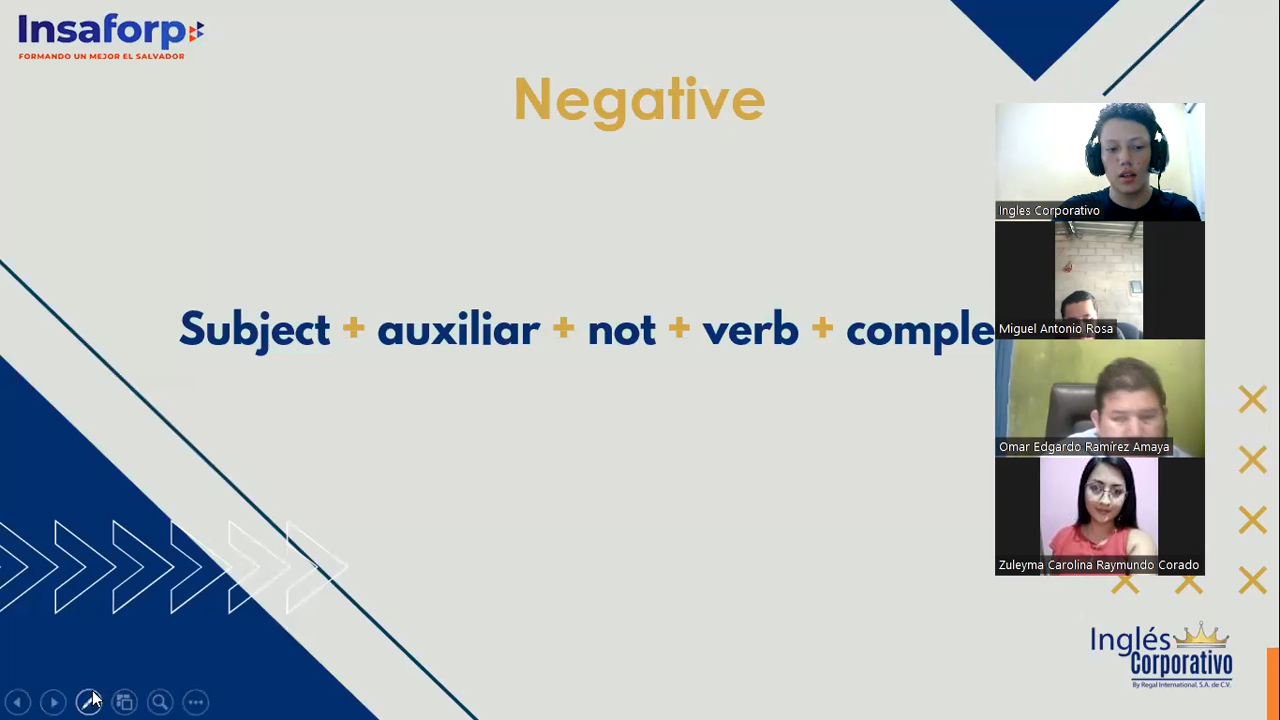 Insaforp
FORMANDO UN MEJOR EL SALVADOR
Negative
Subject + auxiliar + not + verb + comple
Ingles Corporativo
Miguel Antonio Rosa
Omar Edgardo Ramírez Amaya
Zuleyma Carolina Raymundo Corado
Inglés
Corporativo
By Regal International, S.A. de C.V.